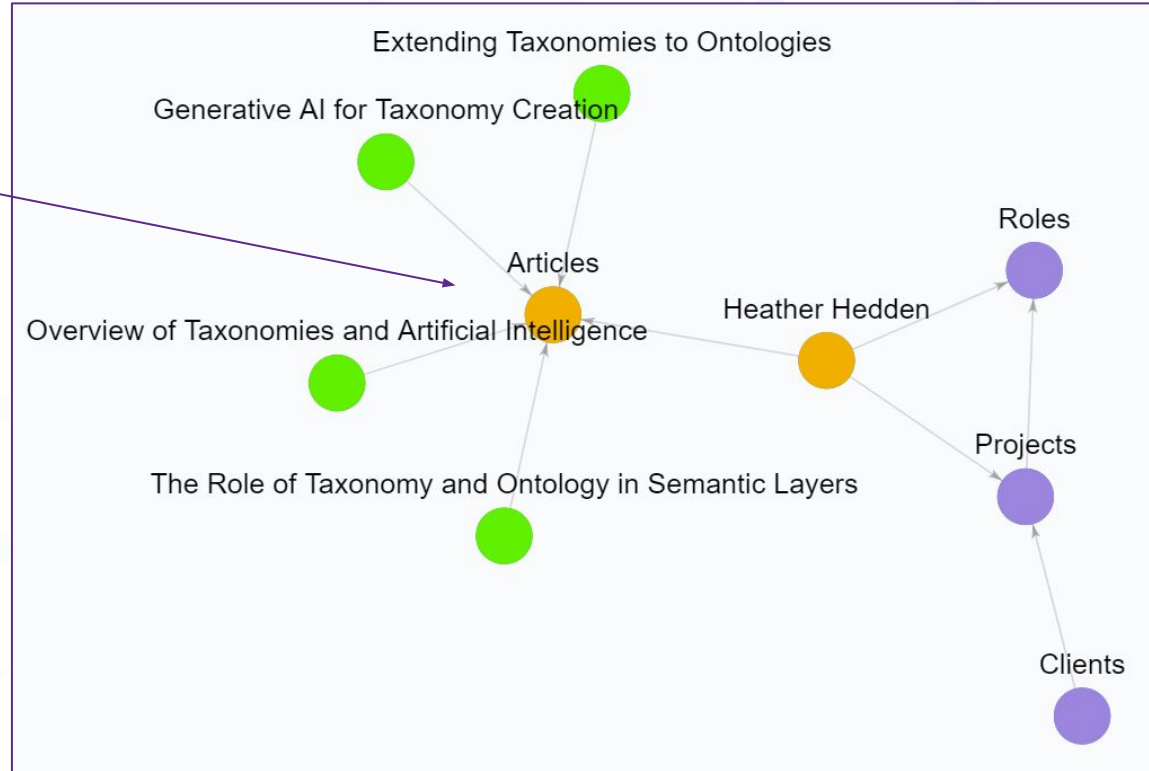 Extending Taxonomies to Ontologies
Generative AI for Taxonomy Creation
Roles
Articles
Heather Hedden
Overview of Taxonomies and Artificial Intelligence
Projects
The Role of Taxonomy and Ontology in Semantic Layers
Clients